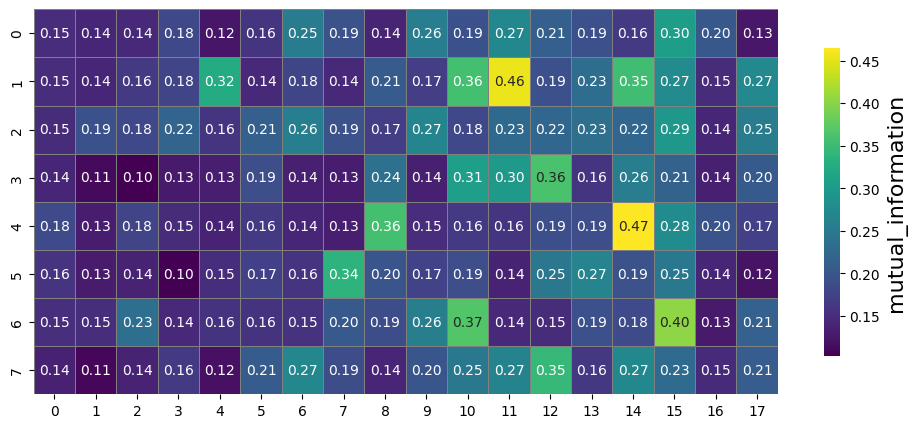 0 0.15 0.14 0.14 0.18 0.12 0.16 0.25 0.19 0.14 0.26 0.19 0.27 0.21 0.19 0.16 0.30 0.20 0.13
1 0.15 0.14 0.16 0.18 0.32 0.14 0.18 0.14 0.21 0.17 0.36 0.46 0.19 0.23 0.35 0.27 0.15 0.27
2 0.15 0.19 0.18 0.22 0.16 0.21 0.26 0.19 0.17 0.27 0.18 0.23 0.22 0.23 0.22 0.29 0.14 0.25
3 0.14 0.11 0.10 0.13 0.13 0.19 0.14 0.13 0.24 0.14 0.31 0.30 0.36 0.16 0.26 0.21 0.14 0.20
4 0.18 0.13 0.18 0.15 0.14 0.16 0.14 0.13 0.36 0.15 0.16 0.16 0.19 0.19 0.47 0.28 0.20 0.17
5 0.16 0.13 0.14 0.10 0.15 0.17 0.16 0.34 0.20 0.17 0.19 0.14 0.25 0.27 0.19 0.25 0.14 0.12
6 0.15 0.15 0.23 0.14 0.16 0.16 0.15 0.20 0.19 0.26 0.37 0.14 0.15 0.19 0.18 0.40 0.13 0.21
7 0.14 0.11 0.14 0.16 0.12 0.21 0.27 0.19 0.14 0.20 0.25 0.27 0.35 0.16 0.27 0.23 0.15 0.21
0 1 2 3 4 5 6 7 8 9 10 11 12 13 14 15 16 17
0.45
0.40
0.35
0.30
0.25
0.20
0.15
mutual_information